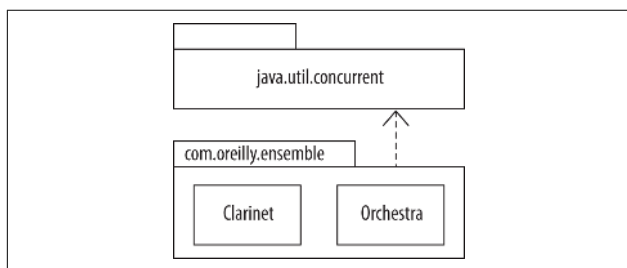 java.util.concurrent
com.oreilly.ensemble
Clarinet
Orchestra